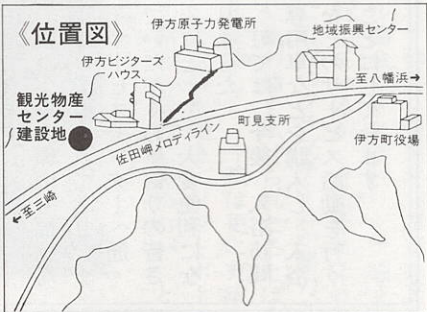 《位置図》
伊方原子力発電所
地域振興センター
伊方ビジターズ
ハウス
至八幡浜→
観光物産
センター
建設地
町見支所
伊方町役場
佐田岬メロディライン
←至三崎